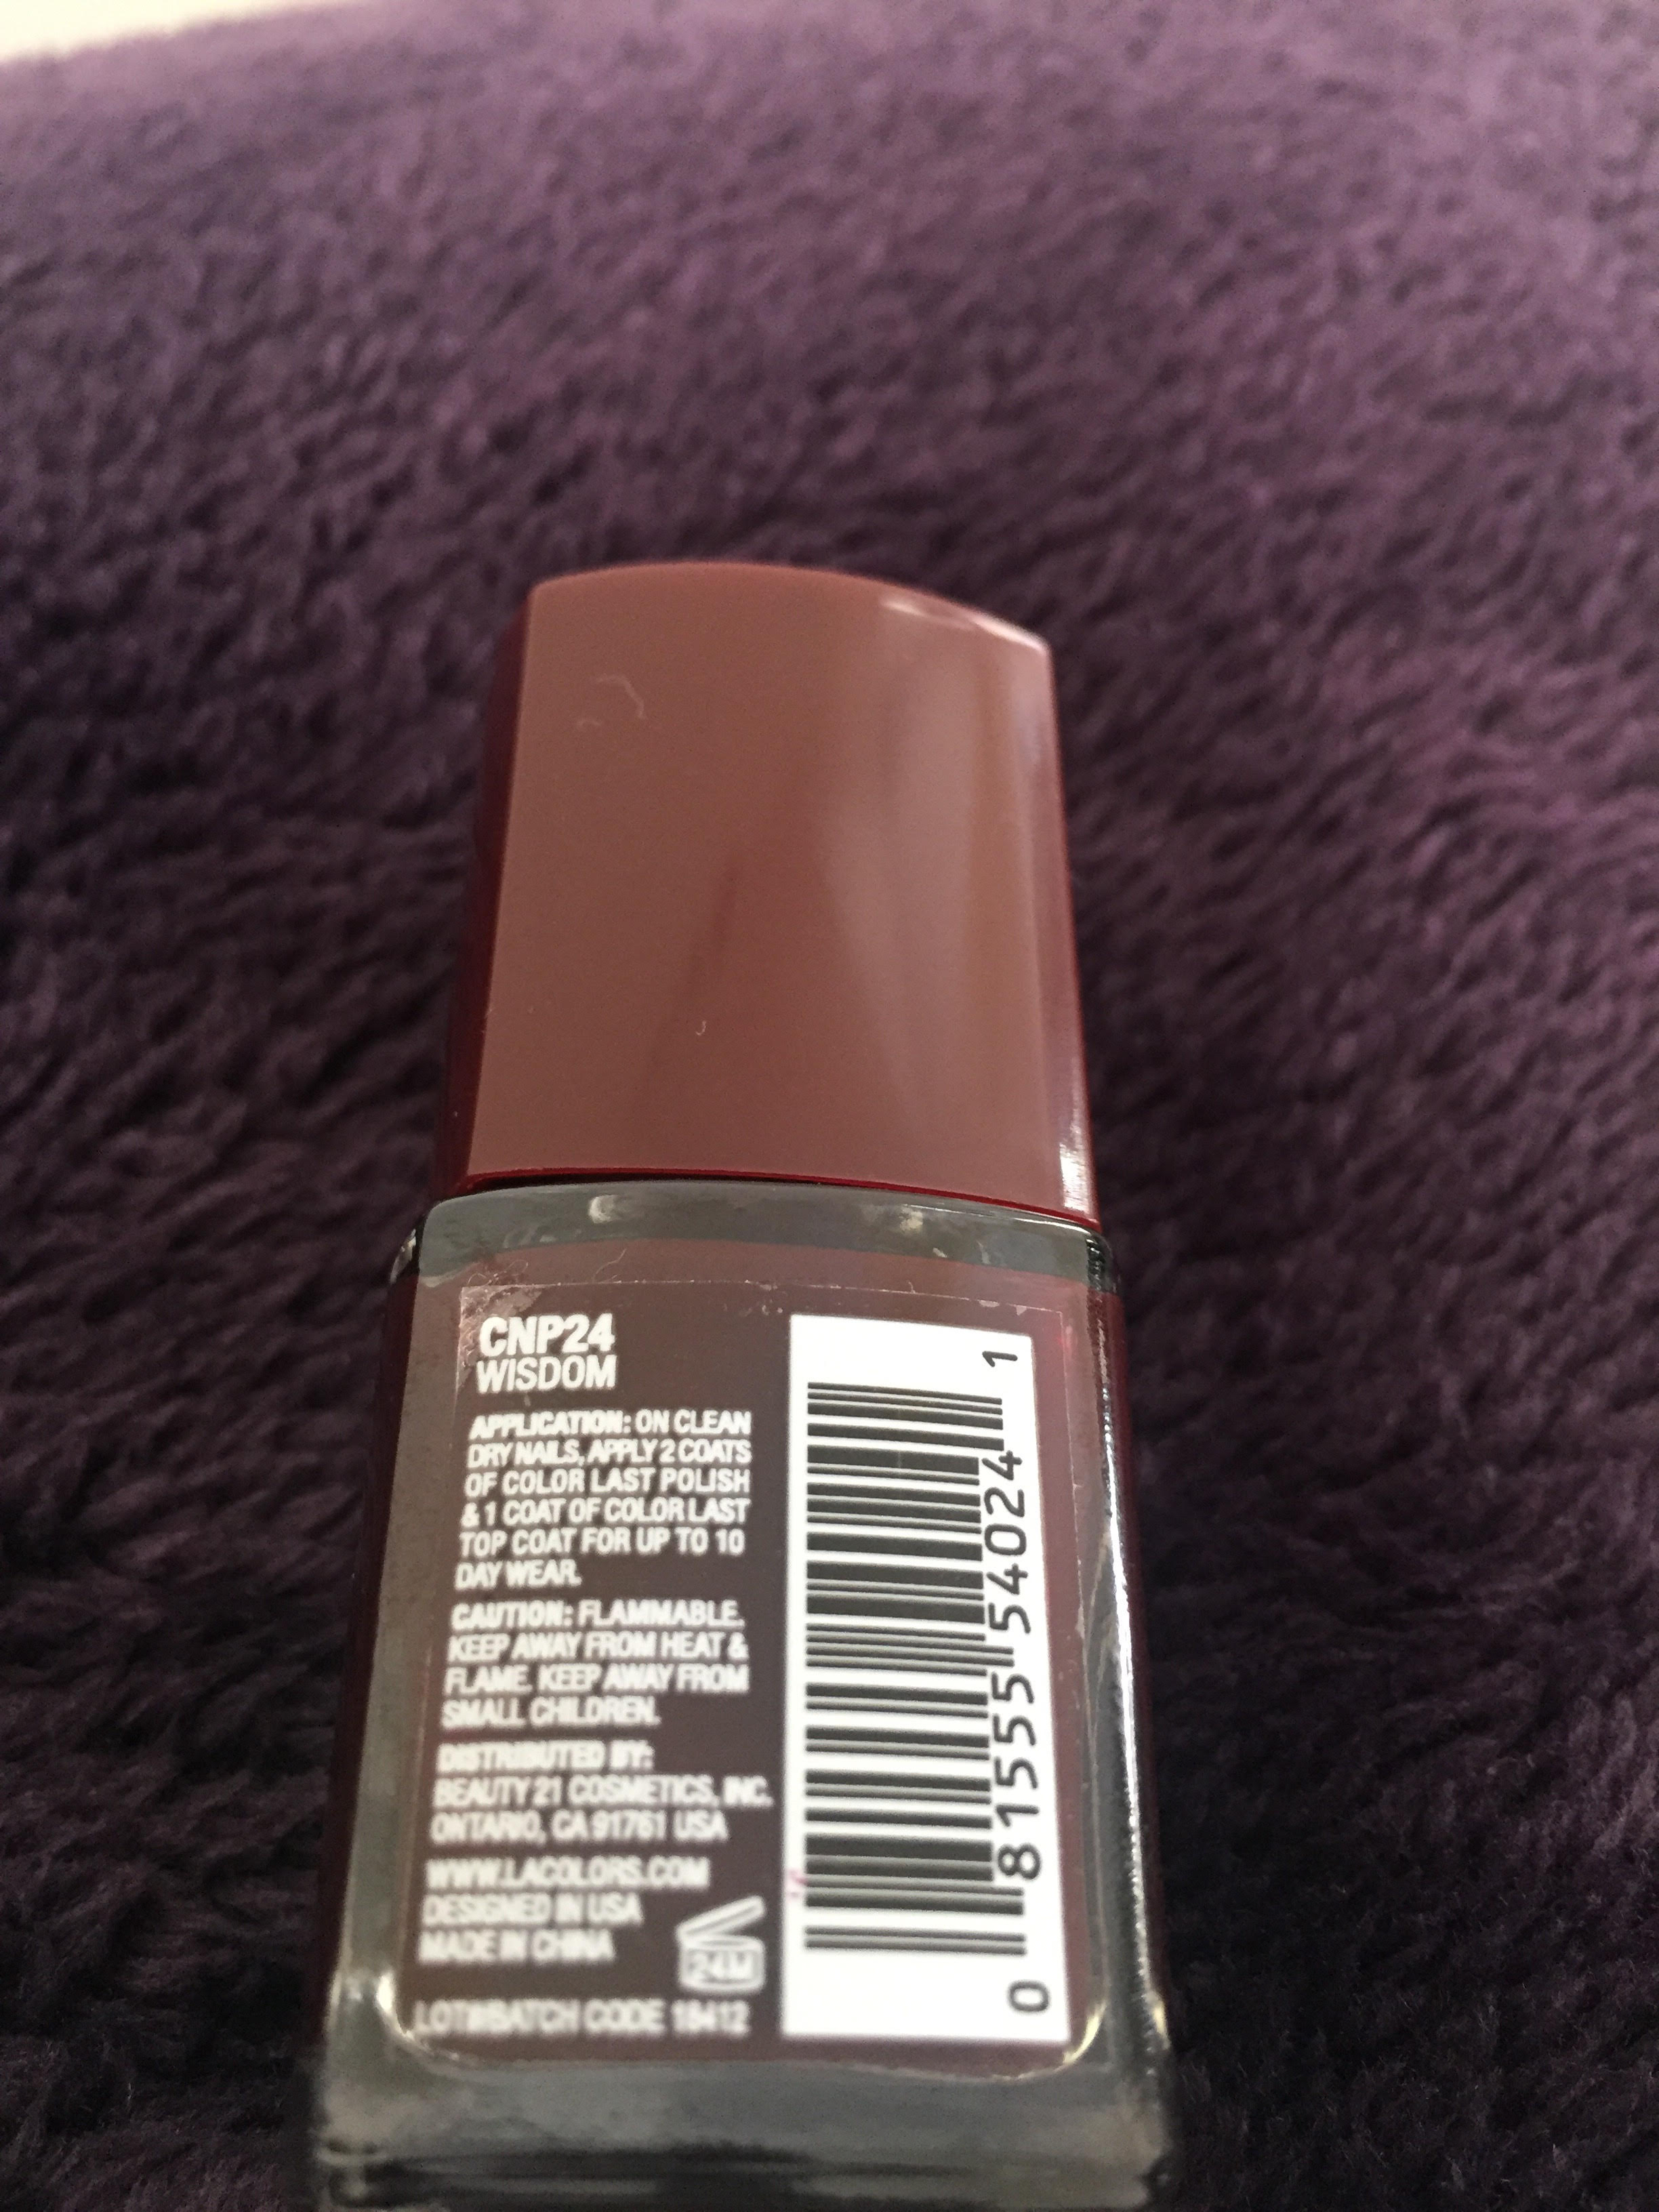 CNP24
WISDOM
APPLICATION: ON CLEAN
DRY NAILS, APPLY 2 COATS
OF COLOR LAST POLISH
& 1 COAT OF COLOR LAST
TOP COAT FOR UP TO 10
DAY WEAR.
CAUTION: FLAMMABLE.
KEEP AWAY FROM HEAT &
FLAME. KEEP AWAY FROM
SMALL CHILDREN.
DISTRIBUTED BY:
BEAUTY 21 COSMETICS, INC.
ONTARIO, CA 91761 USA
WWW.LACOLORS.COM
DESIGNED IN USA
MADE IN CHINA
24M
LOT#/BATCH CODE 18412
0 81555 54024 1